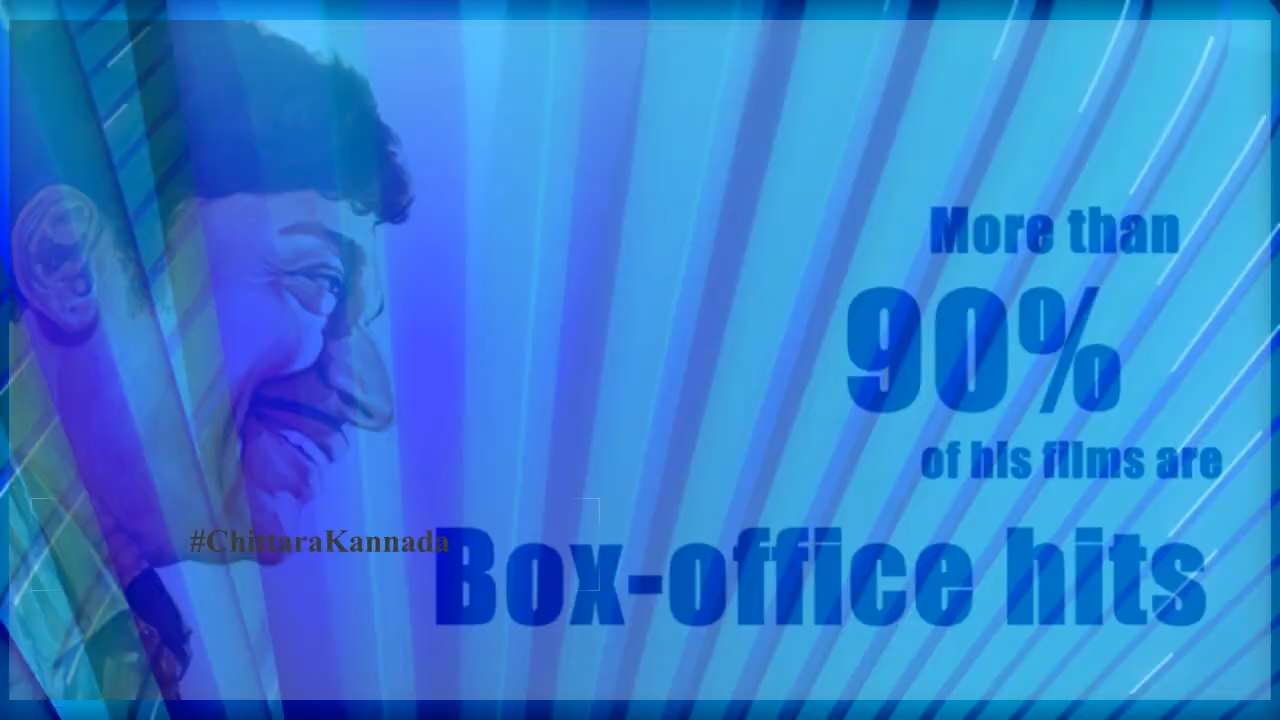 More than
90%
of his films are
#ChittaraKannada
Box-office hits